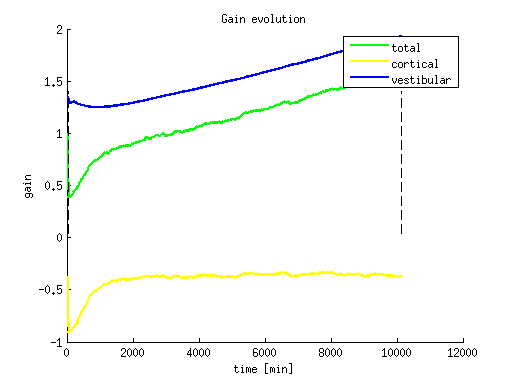 Gain evolution
2
total
cortical
vestibular
1.5
1
0.5
gain
0
-0.5
-1
0 2000 4000 6000 8000 10000 12000
time [min]